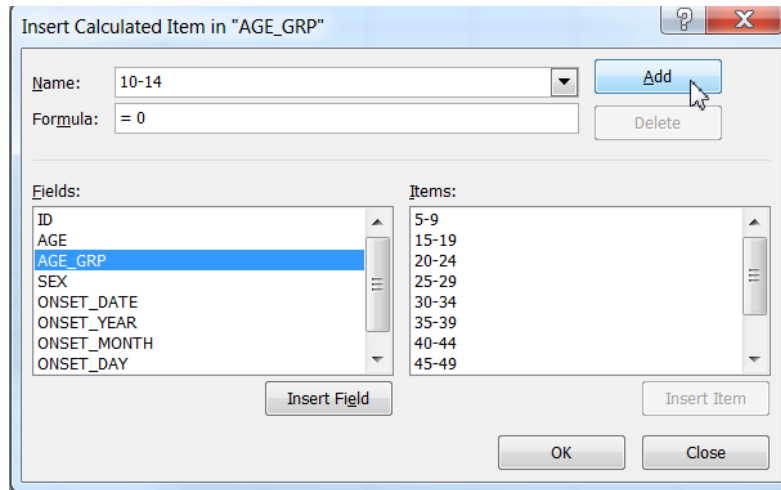 Insert Calculated Item in "AGE_GRP"
? X
Name: 10-14 Add
Formula: = 0 Delete
Fields:
ID
AGE
AGE_GRP
SEX
ONSET_DATE
ONSET_YEAR
ONSET_MONTH
ONSET_DAY
Insert Field
Items:
5-9
15-19
20-24
25-29
30-34
35-39
40-44
45-49
Insert Item
OK Close